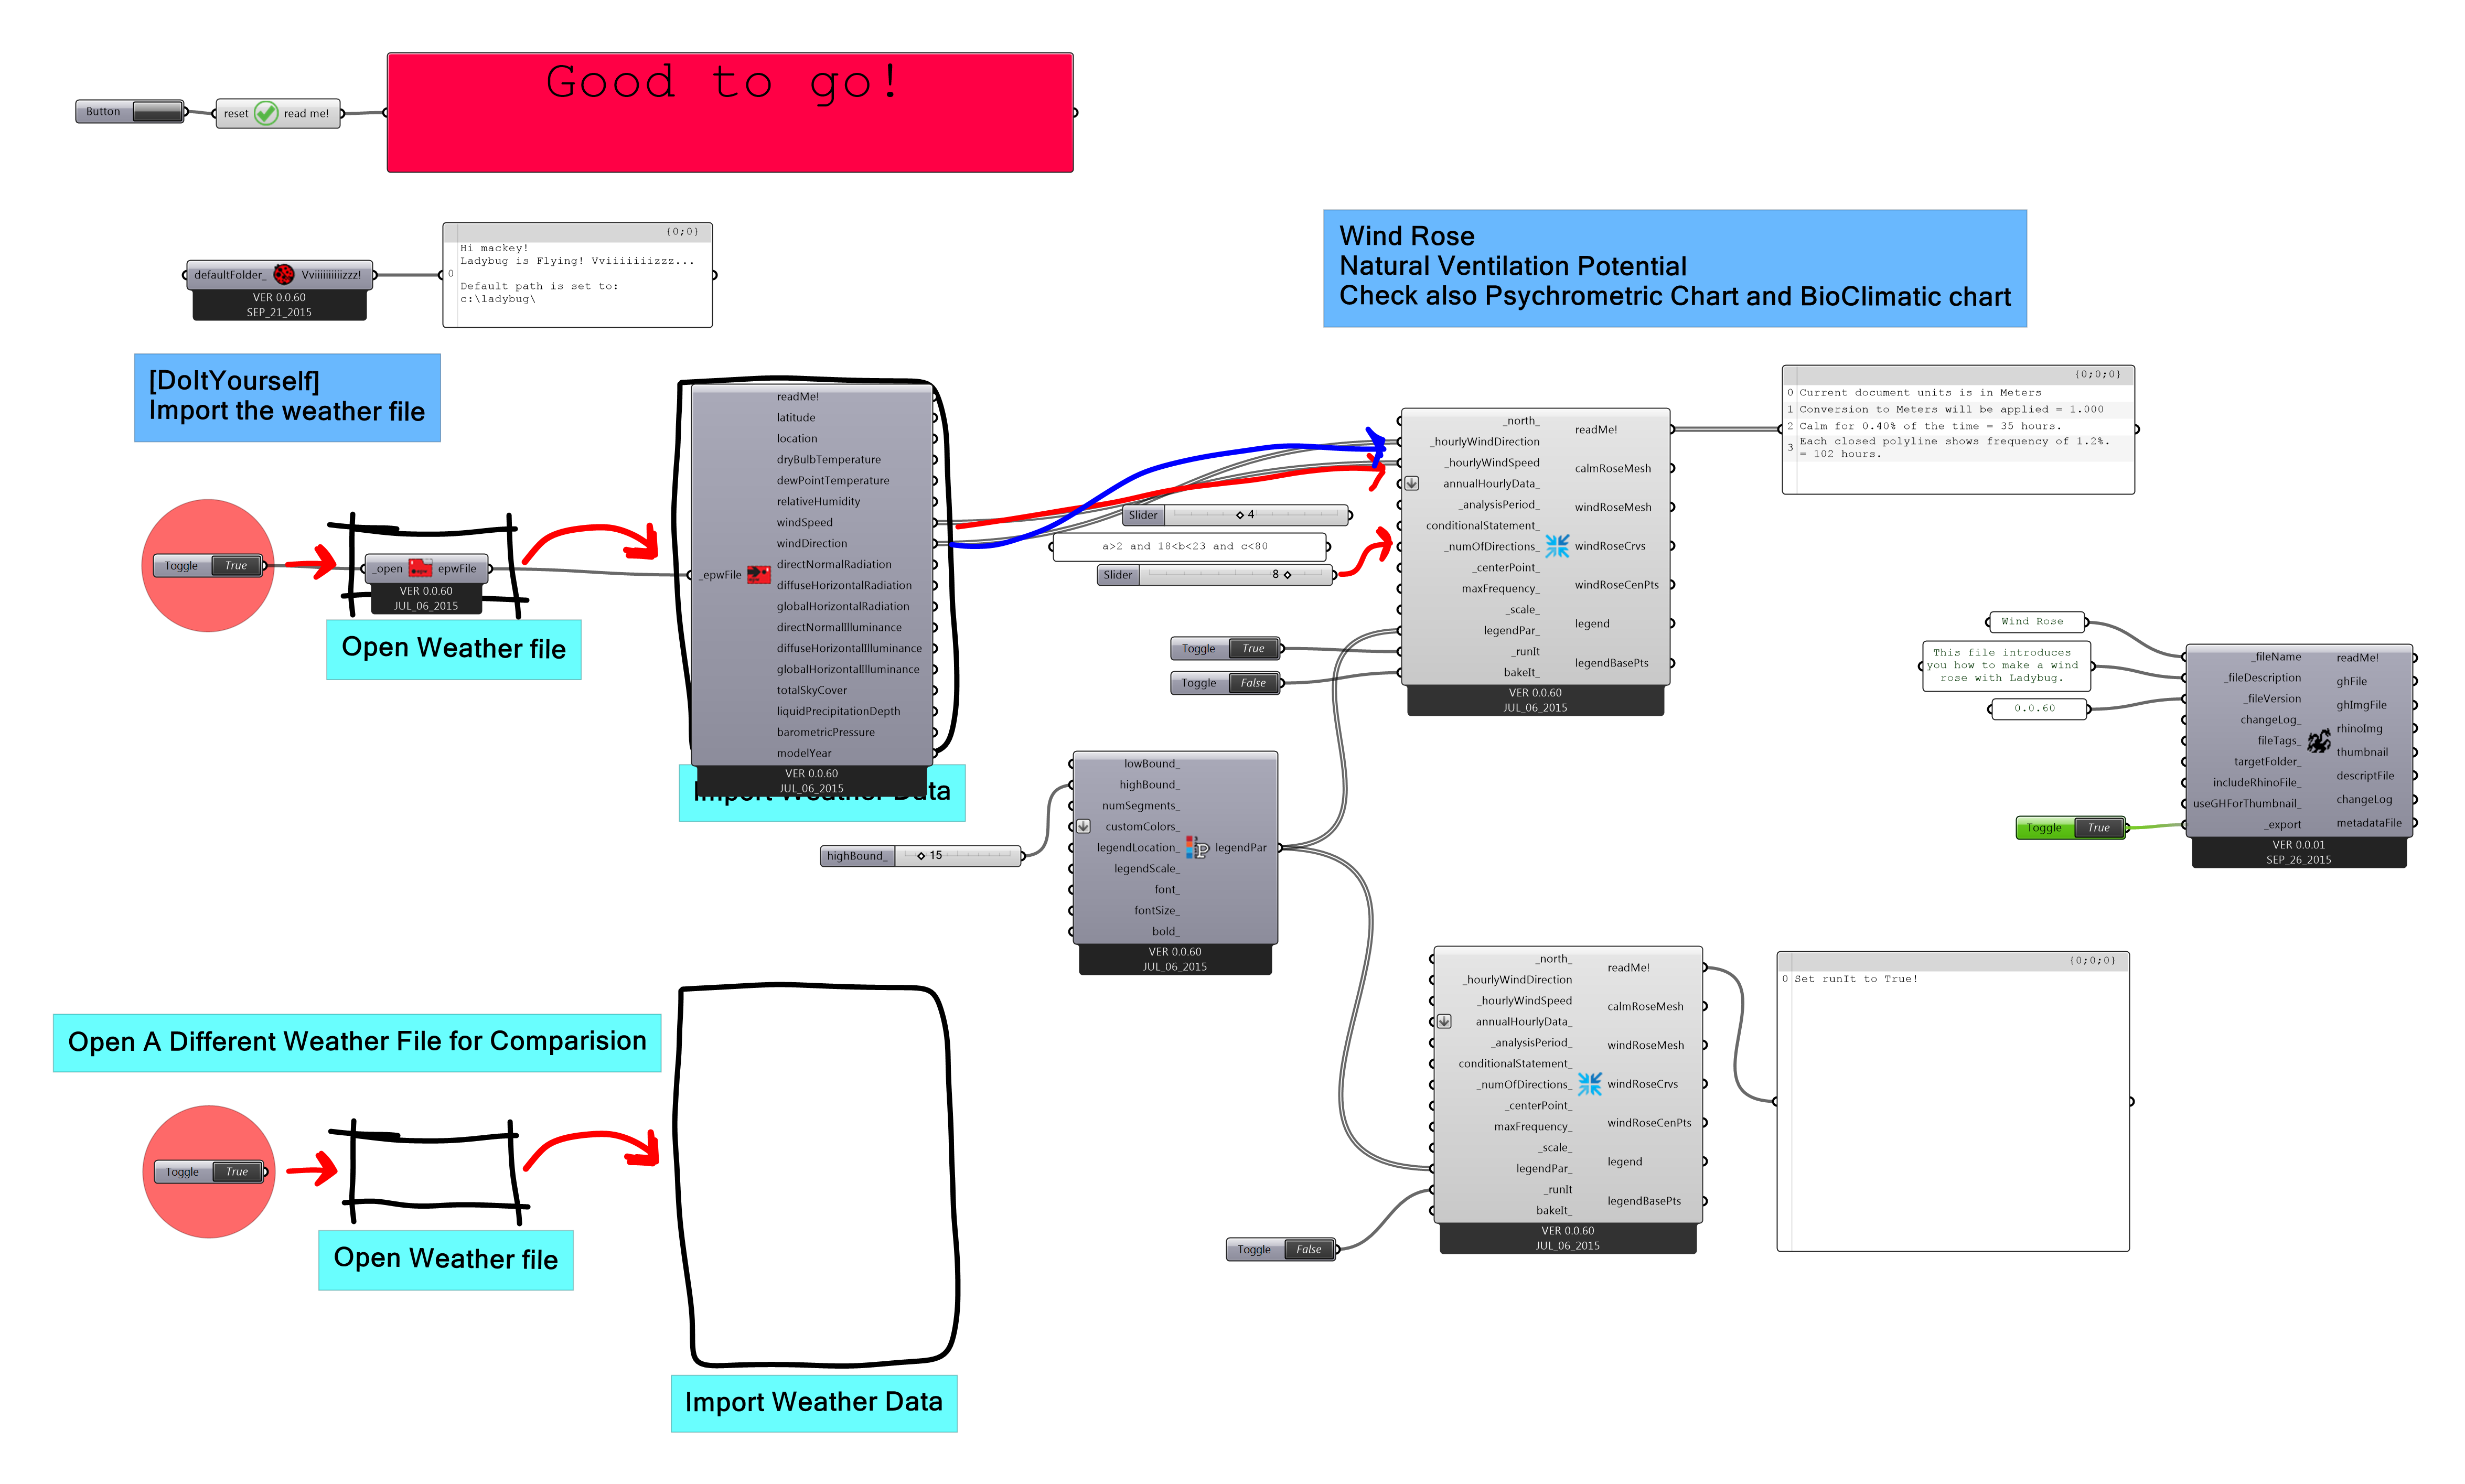 Good to go!
Button
reset read me!
{0;0}
Hi mackey!
Ladybug is Flying! Vviiiiiiizzz...
0
Default path is set to:
c:\ladybug\
defaultFolder_ Vviiiiiiiiiizzz!
VER 0.0.60
SEP_21_2015
Wind Rose
Natural Ventilation Potential
Check also Psychrometric Chart and BioClimatic chart
[DoItYourself]
Import the weather file
Toggle True
_open epwFile
VER 0.0.60
JUL_06_2015
Open Weather file
_epwFile
readMe!
latitude
location
dryBulbTemperature
dewPointTemperature
relativeHumidity
windSpeed
windDirection
directNormalRadiation
diffuseHorizontalRadiation
globalHorizontalRadiation
directNormalIlluminance
diffuseHorizontalIlluminance
globalHorizontalIlluminance
totalSkyCover
liquidPrecipitationDepth
barometricPressure
modelYear
VER 0.0.60
JUL_06_2015
Import Weather Data
Slider 4
a>2 and 18<b<23 and c<80
Slider 8
Toggle True
Toggle False
_north_
_hourlyWindDirection
_hourlyWindSpeed
annualHourlyData_
_analysisPeriod_
conditionalStatement_
_numOfDirections_
_centerPoint_
maxFrequency_
_scale_
legendPar_
_runIt
bakeIt_
readMe!
calmRoseMesh
windRoseMesh
windRoseCrvs
windRoseCenPts
legend
legendBasePts
VER 0.0.60
JUL_06_2015
{0;0;0}
0 Current document units is in Meters
1 Conversion to Meters will be applied = 1.000
2 Calm for 0.40% of the time = 35 hours.
3 Each closed polyline shows frequency of 1.2%.
= 102 hours.
Wind Rose
This file introduces
you how to make a wind
rose with Ladybug.
0.0.60
Toggle True
_fileName
_fileDescription
_fileVersion
changeLog_
fileTags_
targetFolder_
includeRhinoFile_
useGHForThumbnail_
_export
readMe!
ghFile
ghImgFile
rhinoImg
thumbnail
descriptFile
changeLog
metadataFile
VER 0.0.01
SEP_26_2015
highBound_ 15
lowBound_
highBound_
numSegments_
customColors_
legendLocation_
legendScale_
font_
fontSize_
bold_
legendPar
VER 0.0.60
JUL_06_2015
Open A Different Weather File for Comparision
Toggle True
Open Weather file
Import Weather Data
Toggle False
_north_
_hourlyWindDirection
_hourlyWindSpeed
annualHourlyData_
_analysisPeriod_
conditionalStatement_
_numOfDirections_
_centerPoint_
maxFrequency_
_scale_
legendPar_
_runIt
bakeIt_
readMe!
calmRoseMesh
windRoseMesh
windRoseCrvs
windRoseCenPts
legend
legendBasePts
VER 0.0.60
JUL_06_2015
{0;0;0}
0 Set runIt to True!